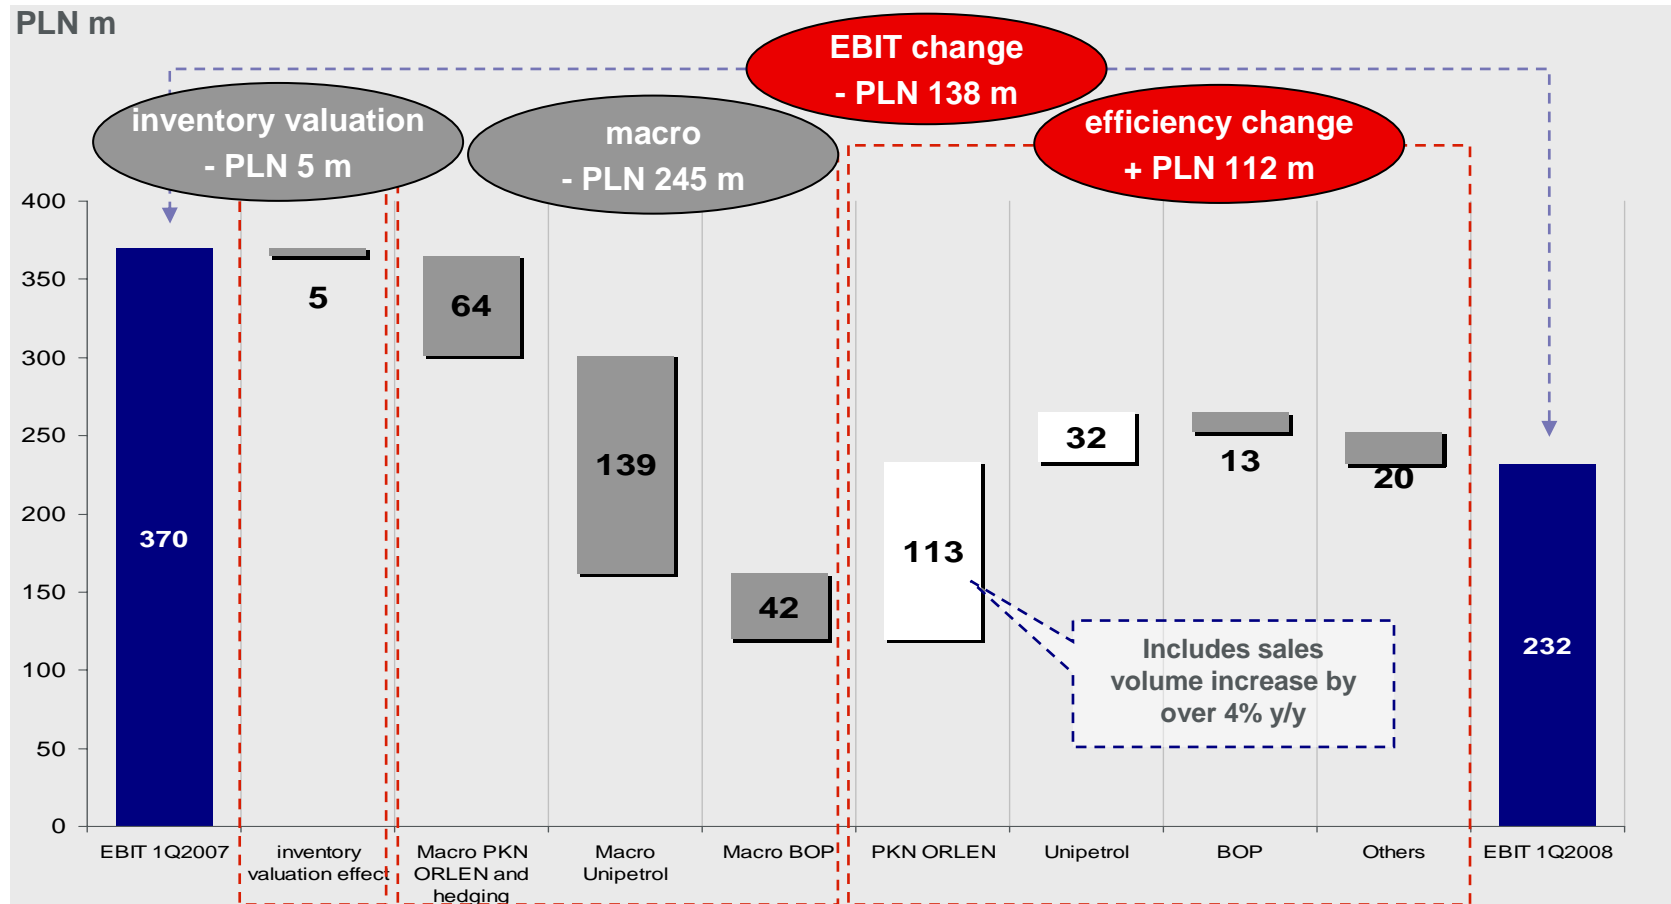 PLN m
EBIT change
- PLN 138 m
inventory valuation
- PLN 5 m
macro
- PLN 245 m
efficiency change
+ PLN 112 m
400
350
300
250
200
150
100
50
0
370
5
64
139
42
113
32
13
20
232
Includes sales
volume increase by
over 4% y/y
EBIT 1Q2007
inventory
valuation effect
Macro PKN
ORLEN and
hedging
Macro
Unipetrol
Macro BOP
PKN ORLEN
Unipetrol
BOP
Others
EBIT 1Q2008